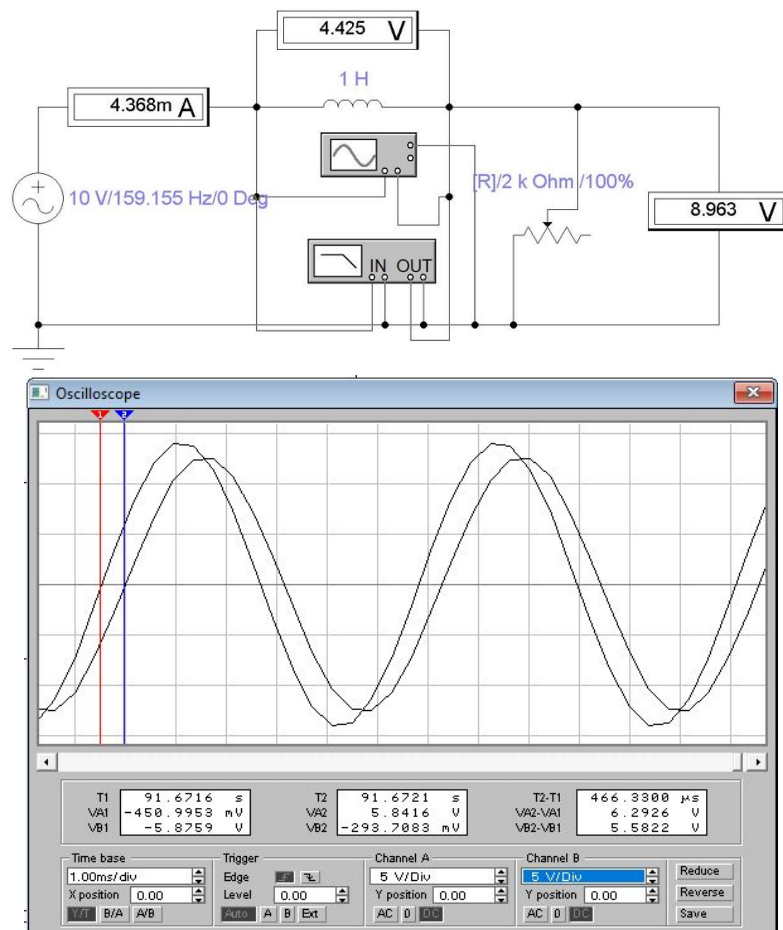 4.425 V
1 H
4.368m A
10 V/159.155 Hz/0 Deg
[R]/2 k Ohm /100%
8.963 V
IN OUT
Oscilloscope
1 2
T1 91.6716 s T2 91.6721 s T2-T1 466.3300 µs
VA1 -450.9953 mV VA2 5.8416 V VA2-VA1 6.2926 V
VB1 -5.8759 V VB2 -293.7083 mV VB2-VB1 5.5822 V
Time base Trigger Channel A Channel B
1.00ms/div Edge 5 V/Div 5 V/Div Reduce
X position 0.00 Level 0.00 Y position 0.00 Y position 0.00 Reverse
Y/T B/A A/B Auto A B Ext AC 0 DC AC 0 DC Save